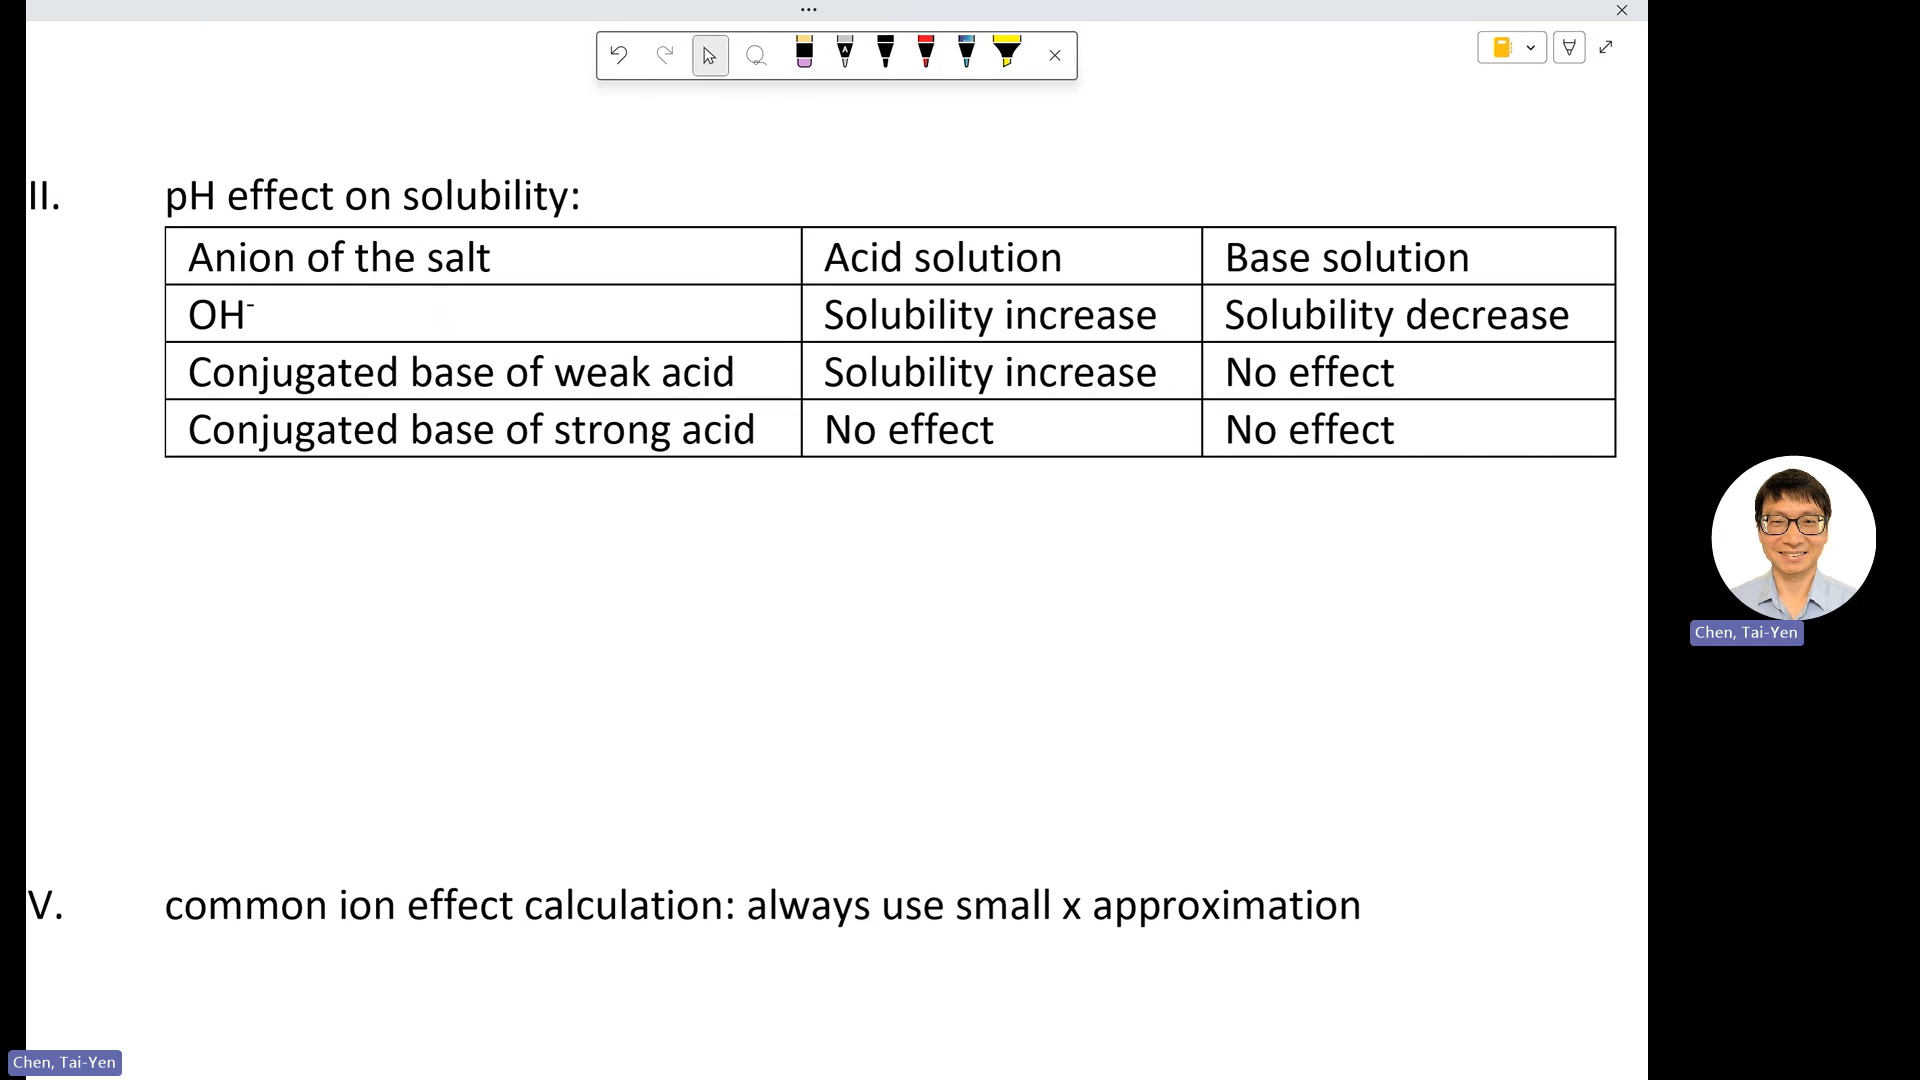 II. pH effect on solubility:
Anion of the salt Acid solution Base solution
OH- Solubility increase Solubility decrease
Conjugated base of weak acid Solubility increase No effect
Conjugated base of strong acid No effect No effect
Chen, Tai-Yen
V. common ion effect calculation: always use small x approximation
Chen, Tai-Yen